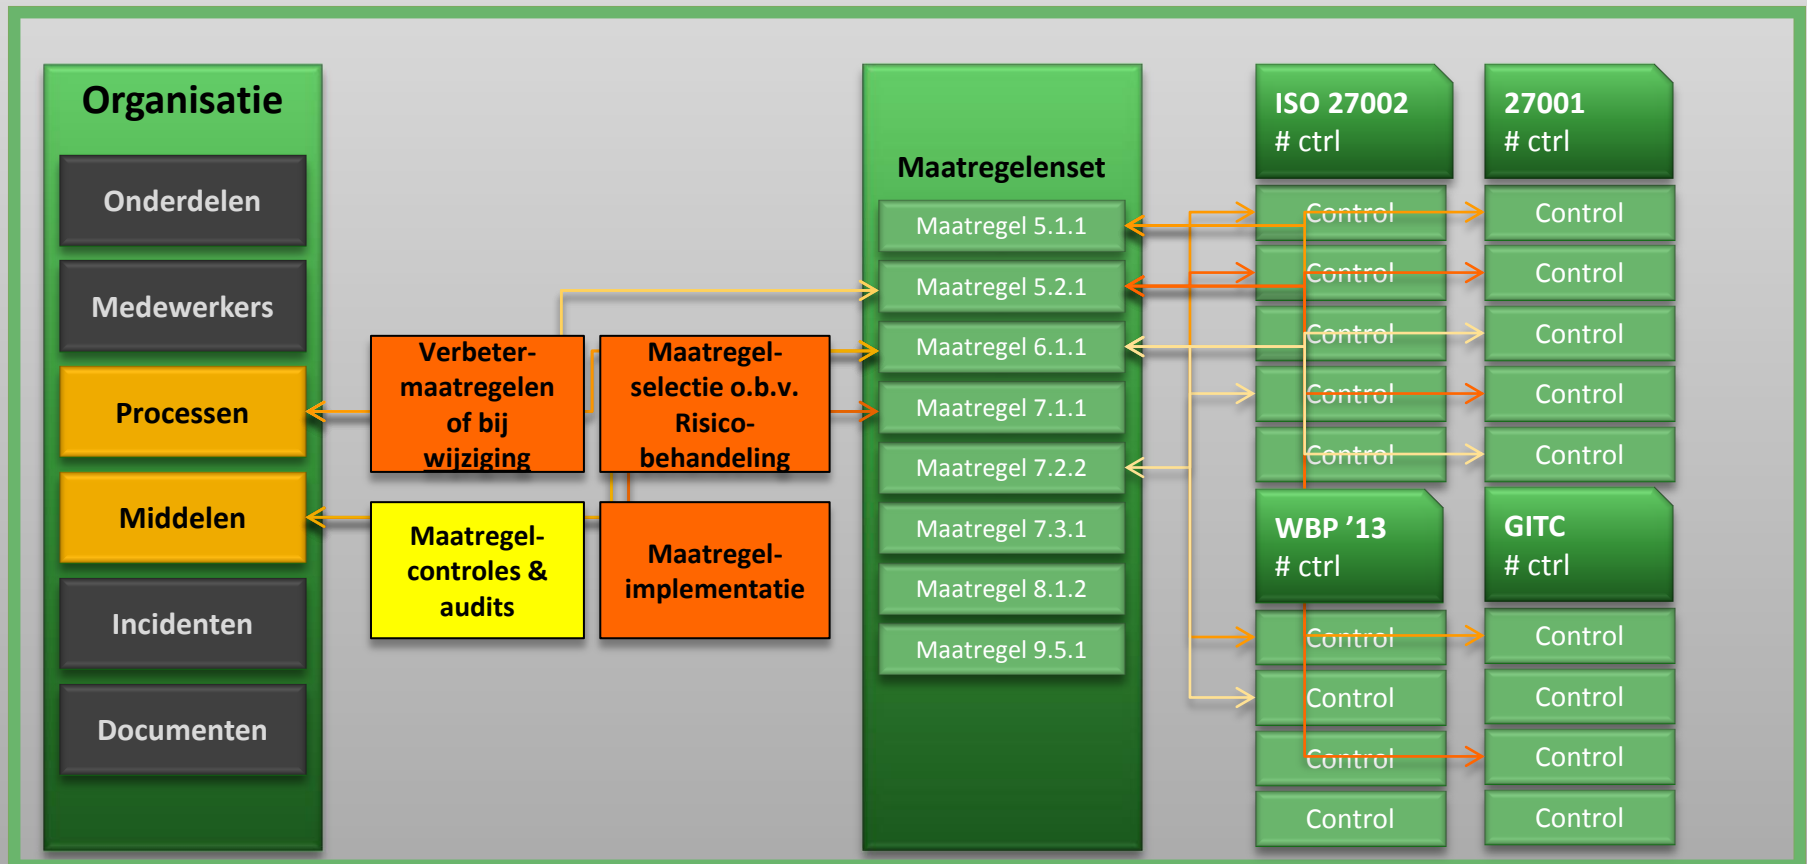 Organisatie
Onderdelen
Medewerkers
Processen
Middelen
Incidenten
Documenten
Verbeter-
maatregelen
of bij
wijziging
Maatregel-
selectie o.b.v.
Risico-
behandeling
Maatregel-
controles &
audits
Maatregel-
implementatie
Maatregelenset
Maatregel 5.1.1
Maatregel 5.2.1
Maatregel 6.1.1
Maatregel 7.1.1
Maatregel 7.2.2
Maatregel 7.3.1
Maatregel 8.1.2
Maatregel 9.5.1
ISO 27002
# ctrl
Control
Control
Control
Control
Control
WBP ’13
# ctrl
Control
Control
Control
Control
27001
# ctrl
Control
Control
Control
Control
Control
GITC
# ctrl
Control
Control
Control
Control